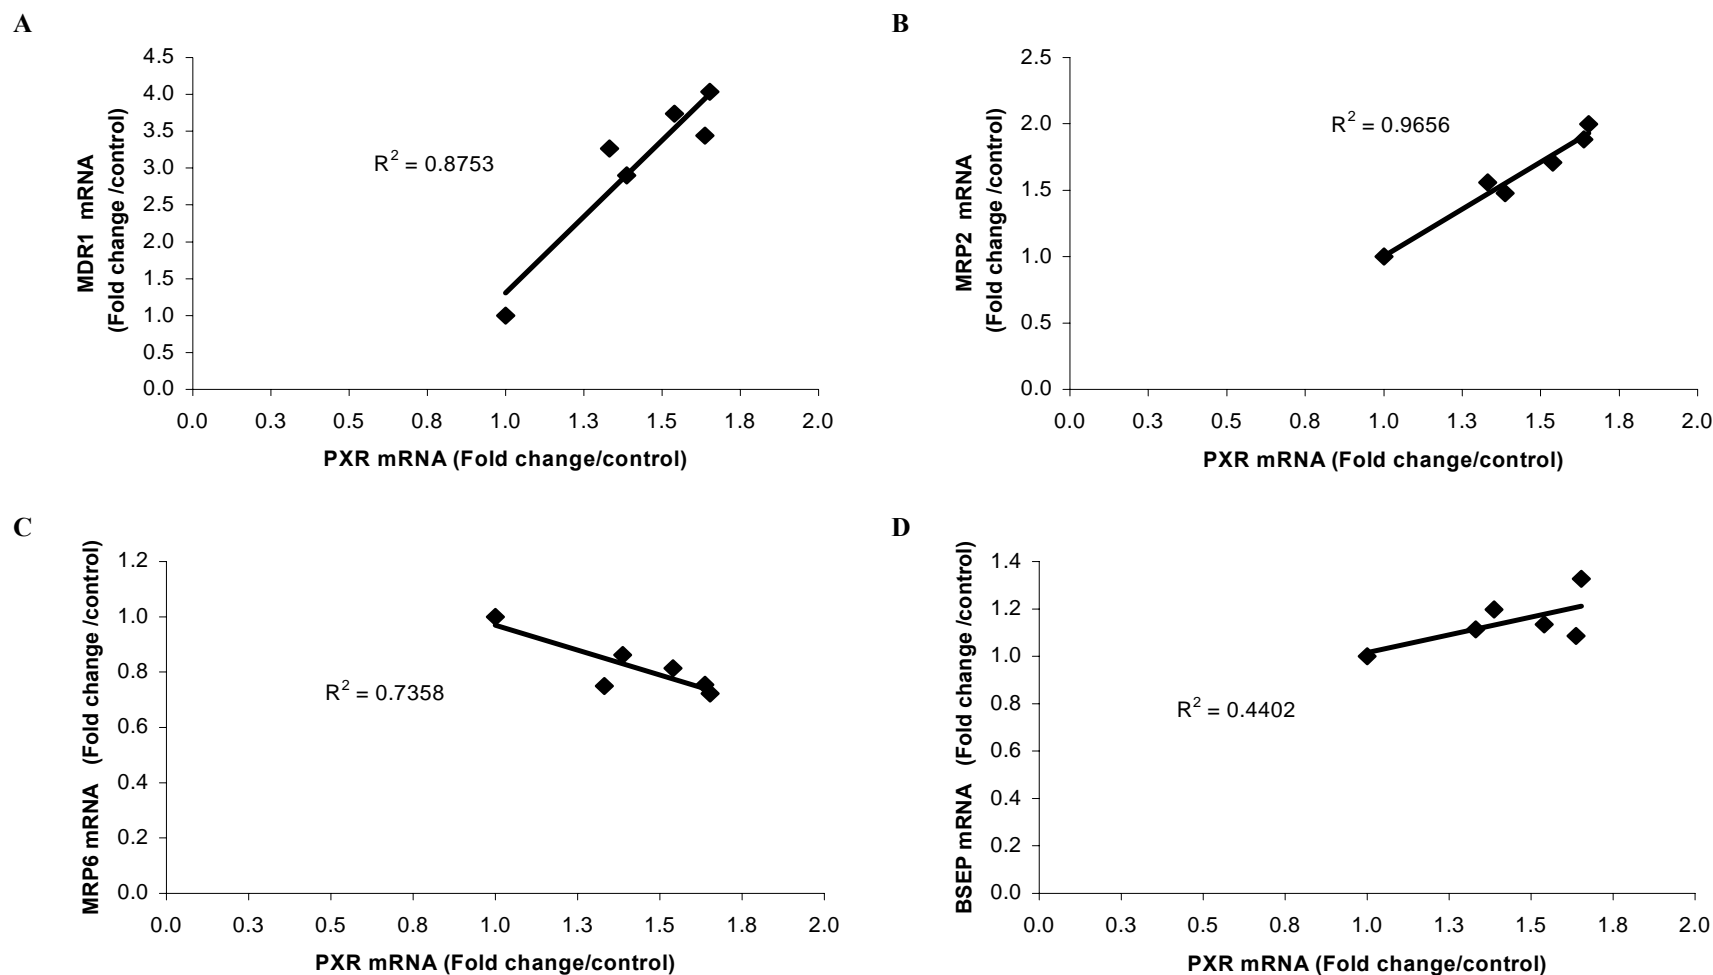 A
MDR1 mRNA
(Fold change /control)
4.5
4.0
3.5
3.0
2.5
2.0
1.5
1.0
0.5
0.0
R² = 0.8753
0.0 0.3 0.5 0.8 1.0 1.3 1.5 1.8 2.0
PXR mRNA (Fold change/control)
B
MRP2 mRNA
(Fold change /control)
2.5
2.0
1.5
1.0
0.5
0.0
R² = 0.9656
0.0 0.3 0.5 0.8 1.0 1.3 1.5 1.8 2.0
PXR mRNA (Fold change/control)
C
MRP6 mRNA (Fold change /control)
1.2
1.0
0.8
0.6
0.4
0.2
0.0
R² = 0.7358
0.0 0.3 0.5 0.8 1.0 1.3 1.5 1.8 2.0
PXR mRNA (Fold change/control)
D
BSEP mRNA (Fold change /control)
1.4
1.2
1.0
0.8
0.6
0.4
0.2
0.0
R² = 0.4402
0.0 0.3 0.5 0.8 1.0 1.3 1.5 1.8 2.0
PXR mRNA (Fold change/control)